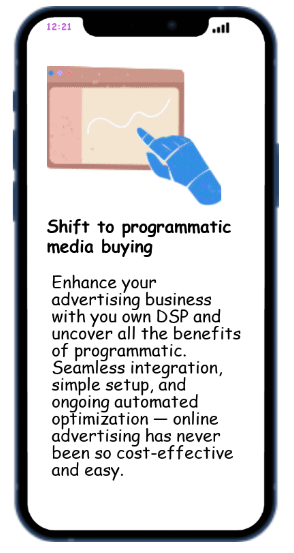 12:21
Shift to programmatic
media buying
Enhance your
advertising business
with you own DSP and
uncover all the benefits
of programmatic.
Seamless integration,
simple setup, and
ongoing automated
optimization — online
advertising has never
been so cost-effective
and easy.